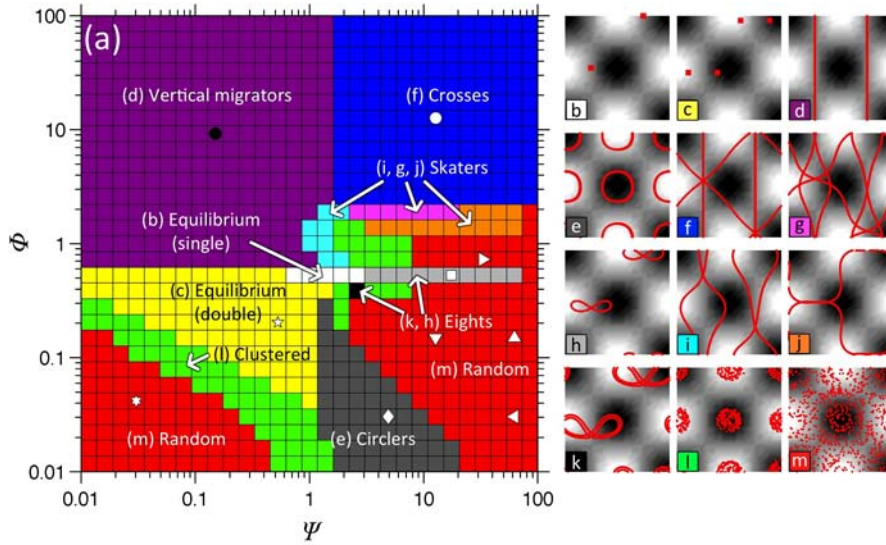 (a)
100
10
1
0.1
0.01
Φ
0.01
0.1
1
10
100
Ψ
(d) Vertical migrators
(f) Crosses
(i, g, j) Skaters
(b) Equilibrium
(single)
(c) Equilibrium
(double)
(k, h) Eights
(l) Clustered
(m) Random
(m) Random
(e) Circlers
b
c
d
e
f
g
h
i
j
k
l
m